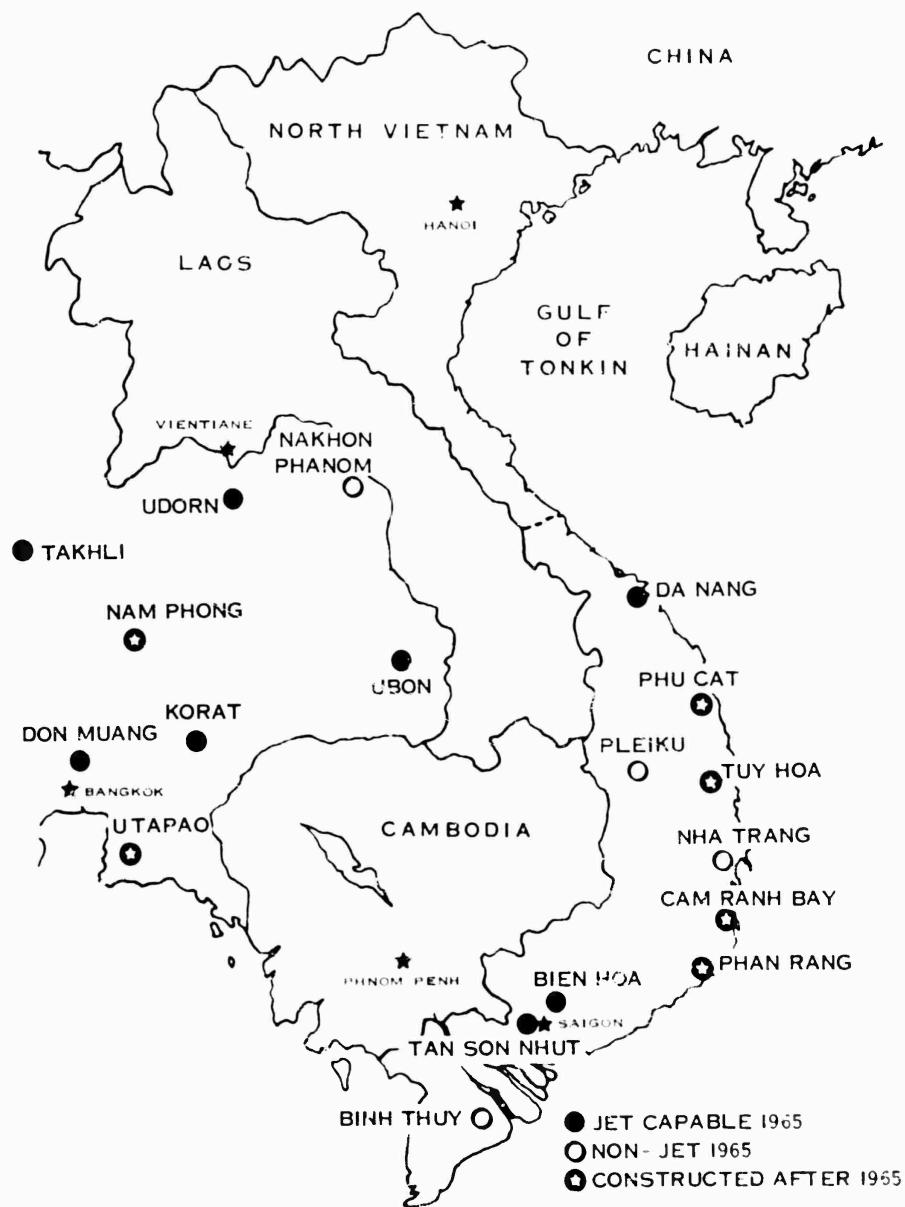 CHINA
NORTH VIETNAM
HANOI
LAOS
GULF
OF
TONKIN
HAINAN
VIENTIANE
NAKHON
PHANOM
UDORN
TAKHLI
DA NANG
NAM PHONG
UBON
PHU CAT
KORAT
DON MUANG
PLEIKU
TUY HOA
BANGKOK
UTAPAO
CAMBODIA
NHA TRANG
CAM RANH BAY
PHNOM PENH
PHAN RANG
BIEN HOA
SAIGON
TAN SON NHUT
BINH THUY
JET CAPABLE 1965
NON-JET 1965
CONSTRUCTED AFTER 1965